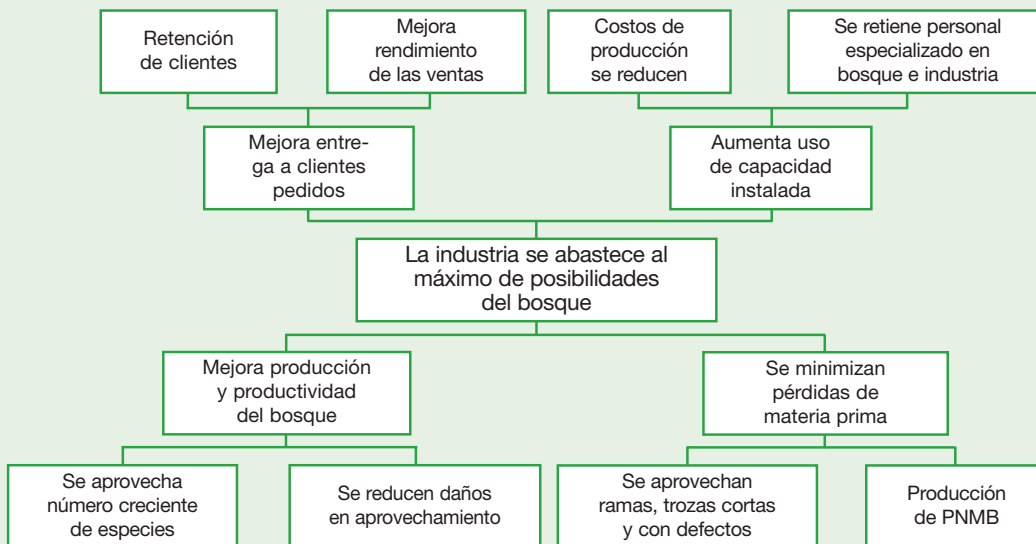 Retención
de clientes
Mejora
rendimiento
de las ventas
Costos de
producción
se reducen
Se retiene personal
especializado en
bosque e industria
Mejora entre-
ga a clientes
pedidos
Aumenta uso
de capacidad
instalada
La industria se abastece al
máximo de posibilidades
del bosque
Mejora producción
y productividad
del bosque
Se minimizan
pérdidas de
materia prima
Se aprovecha
número creciente
de especies
Se reducen daños
en aprovechamiento
Se aprovechan
ramas, trozas cortas
y con defectos
Producción
de PNMB